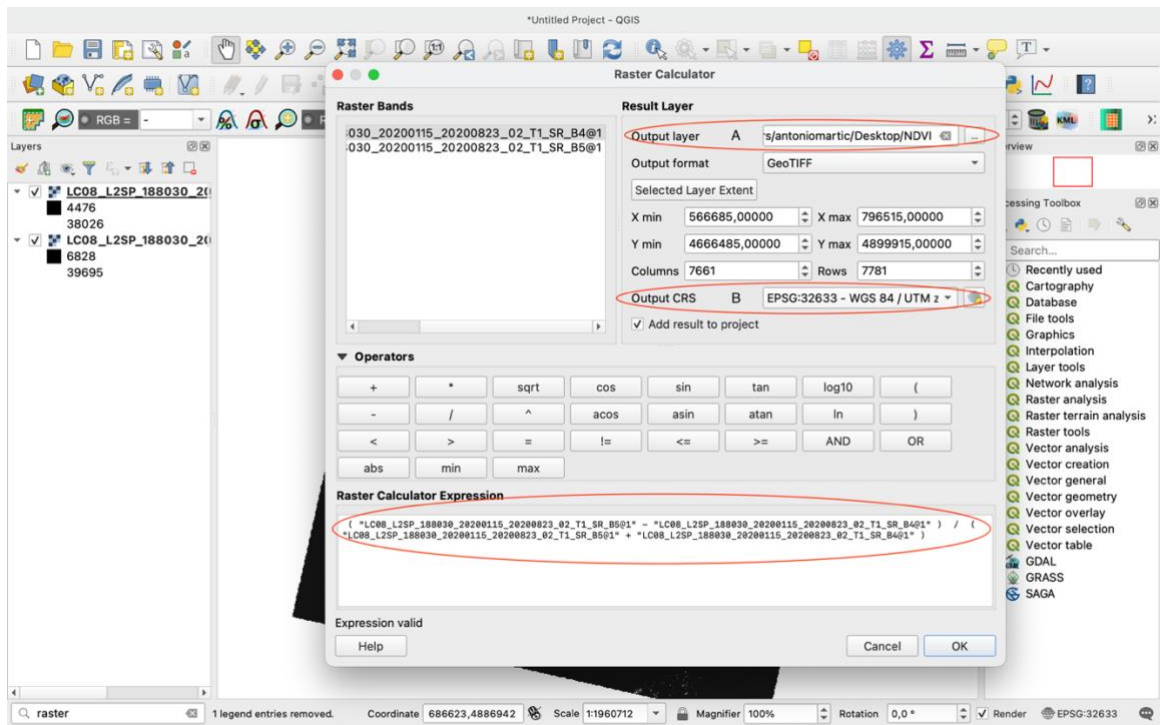 *Untitled Project - QGIS
RGB = -
Raster Calculator
Raster Bands
:030_20200115_20200823_02_T1_SR_B4@1
:030_20200115_20200823_02_T1_SR_B5@1
Result Layer
Output layer A 's/antoniomartic/Desktop/NDVI ...
Output format GeoTIFF
Selected Layer Extent
X min 566685,00000 X max 796515,00000
Y min 4666485,00000 Y max 4899915,00000
Columns 7661 Rows 7781
Output CRS B EPSG:32633 - WGS 84 / UTM z
Add result to project
Operators
+ * sqrt cos sin tan log10 (
- / ^ acos asin atan ln )
< > = != <= >= AND OR
abs min max
Raster Calculator Expression
( "LC08_L2SP_188030_20200115_20200823_02_T1_SR_B5@1" - "LC08_L2SP_188030_20200115_20200823_02_T1_SR_B4@1" ) / (
"LC08_L2SP_188030_20200115_20200823_02_T1_SR_B5@1" + "LC08_L2SP_188030_20200115_20200823_02_T1_SR_B4@1" )
Expression valid
Help Cancel OK
Layers
LC08_L2SP_188030_20
4476
38026
LC08_L2SP_188030_20
6828
39695
KML
rview
cessing Toolbox
Search...
Recently used
Cartography
Database
File tools
Graphics
Interpolation
Layer tools
Network analysis
Raster analysis
Raster terrain analysis
Raster tools
Vector analysis
Vector creation
Vector general
Vector geometry
Vector overlay
Vector selection
Vector table
GDAL
GRASS
SAGA
raster 1 legend entries removed. Coordinate 686623,4886942 Scale 1:1960712 Magnifier 100% Rotation 0,0 ° Render EPSG:32633